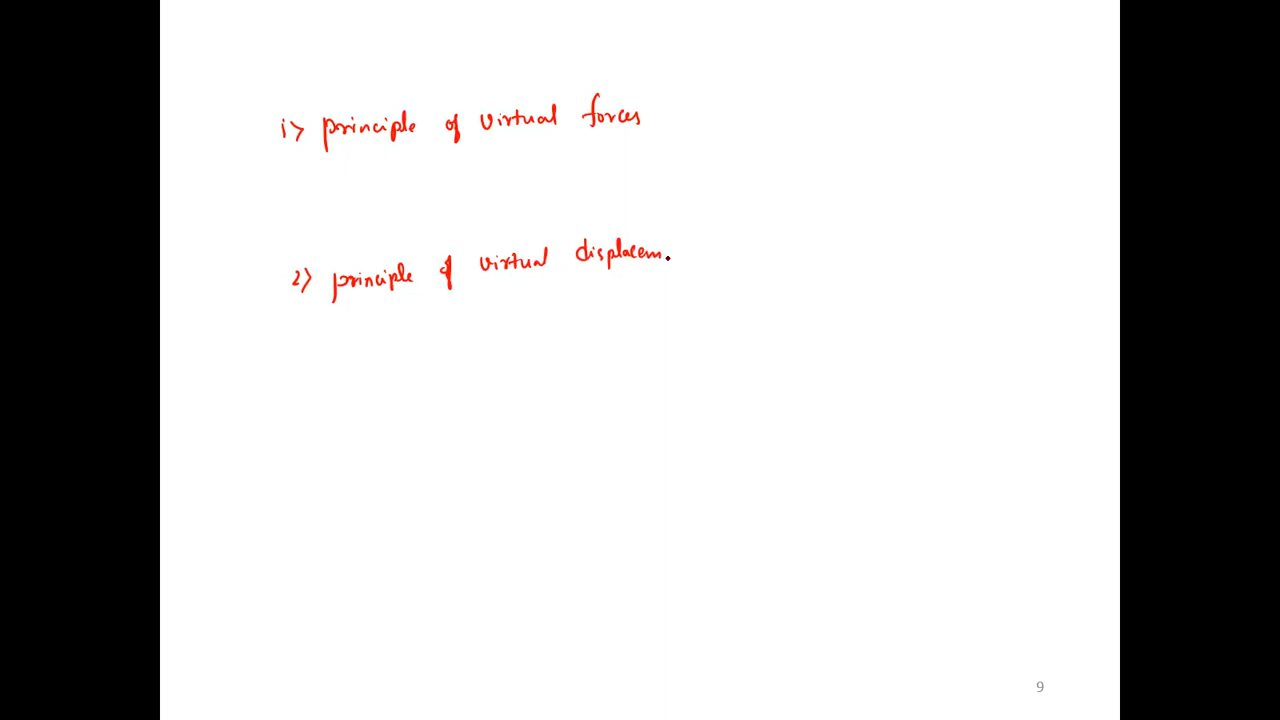 1> principle of virtual forces
2) principle of virtual displacem
9